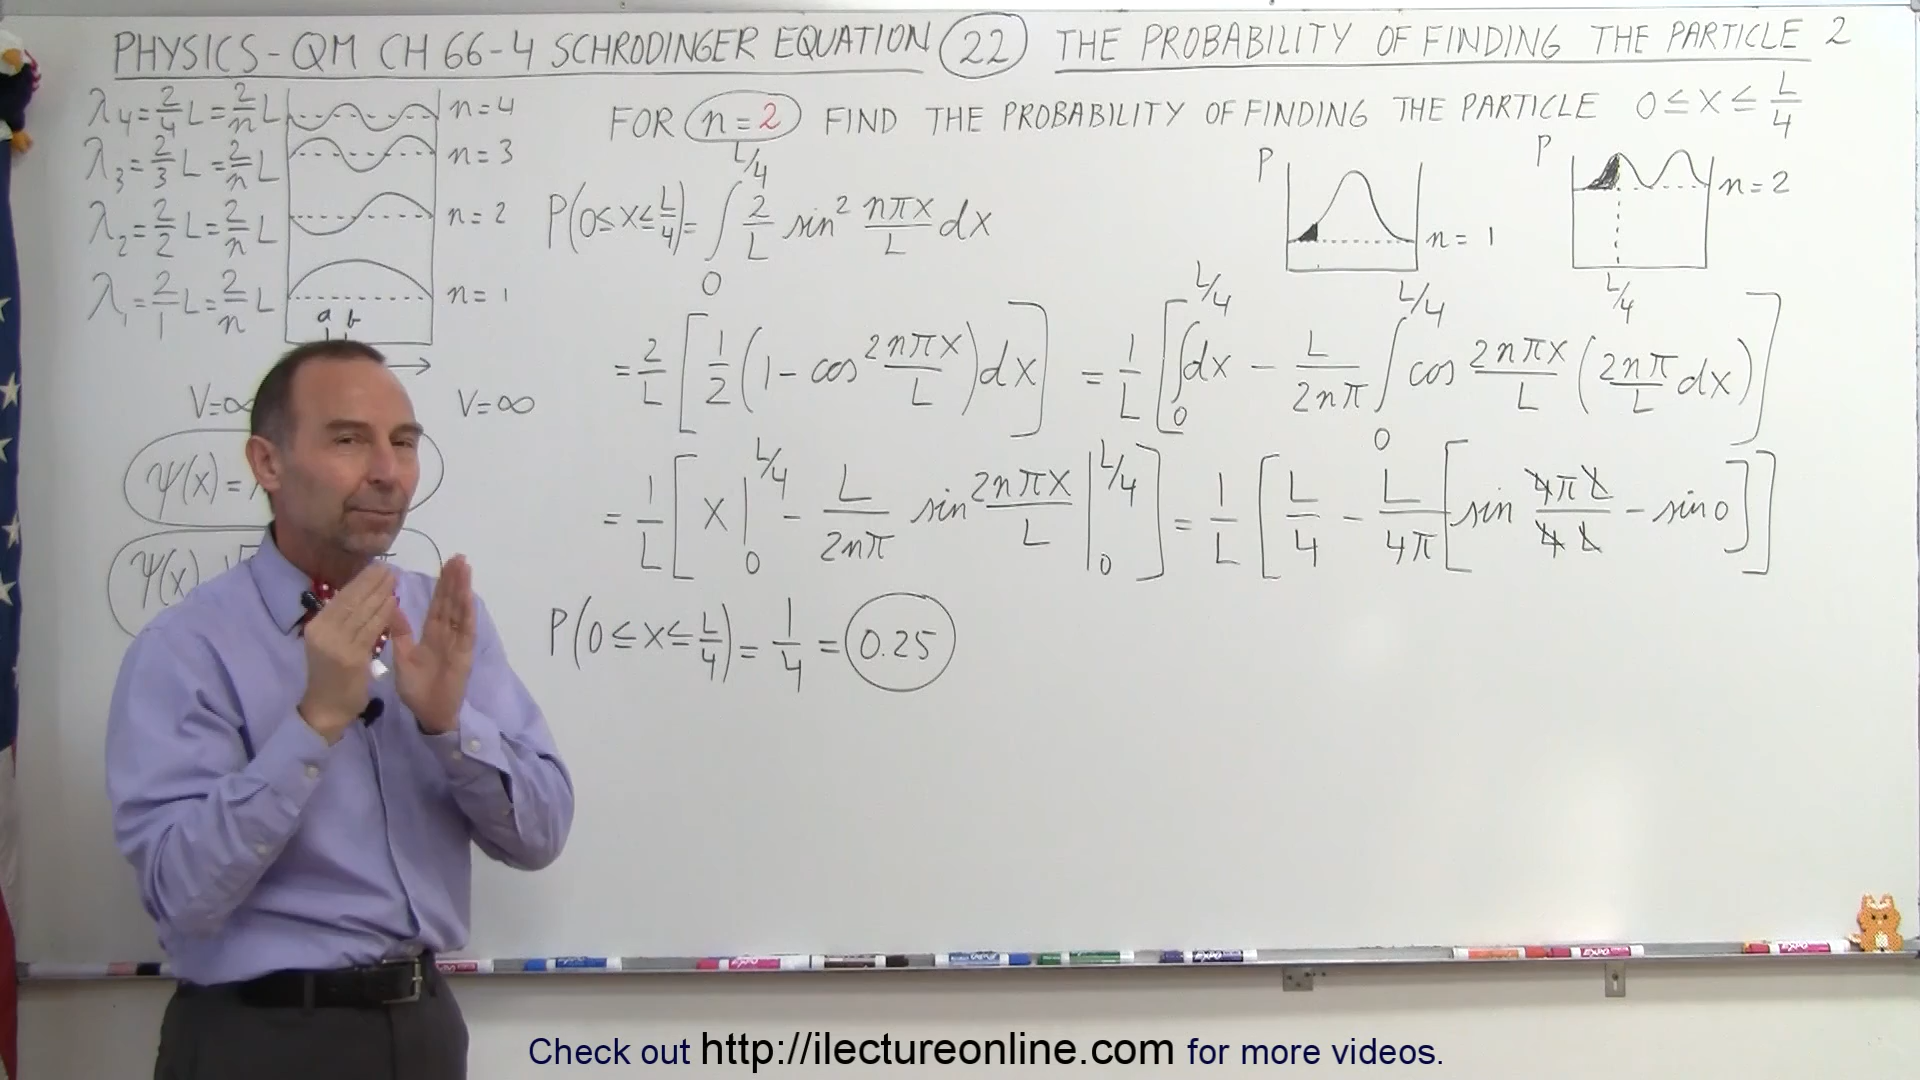 PHYSICS - QM CH 66-4 SCHRODINGER EQUATION 22 THE PROBABILITY OF FINDING THE PARTICLE 2
λ₄ = 2/4 L = 2/n L n = 4
λ₃ = 2/3 L = 2/n L n = 3
λ₂ = 2/2 L = 2/n L n = 2
λ₁ = 2/1 L = 2/n L n = 1
a b
V=∞ V=∞
ψ(x) =
ψ(x)
FOR n = 2 FIND THE PROBABILITY OF FINDING THE PARTICLE 0 ≤ x ≤ L/4
P n = 1
P n = 2
L/4
P(0 ≤ x ≤ L/4) = ∫₀^{L/4} 2/L sin² nπx/L dx
= 2/L [1/2 (1 - cos 2nπx/L) dx] = 1/L [∫₀^{L/4} dx - L/2nπ ∫₀^{L/4} cos 2nπx/L (2nπ/L dx)]
= 1/L [x |₀^{L/4} - L/2nπ sin 2nπx/L |₀^{L/4}] = 1/L [L/4 - L/4π [sin 4πL/4L - sin 0]]
P(0 ≤ x ≤ L/4) = 1/4 = 0.25
Check out http://ilectureonline.com for more videos.